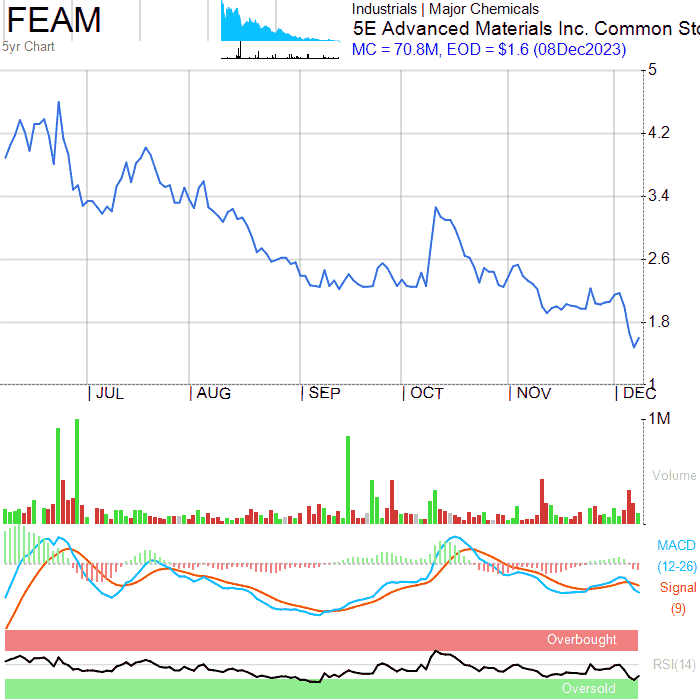 FEAM
5yr Chart
Industrials | Major Chemicals
5E Advanced Materials Inc. Common Sto
MC = 70.8M, EOD = $1.6 (08Dec2023)
5
4.2
3.4
2.6
1.8
1
JUL AUG SEP OCT NOV DEC
1M
Volume
MACD
(12-26)
Signal
(9)
Overbought
RSI(14)
Oversold